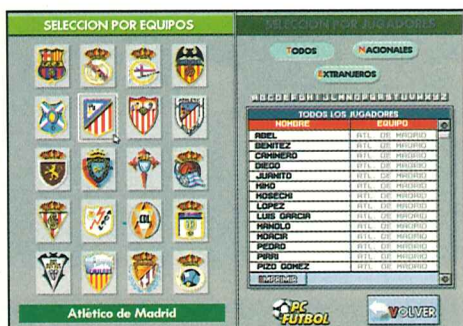 SELECCION POR EQUIPOS
Atlético de Madrid
SELECCION POR JUGADORES
TODOS
NACIONALES
EXTRANJEROS
ABCDEFGHIJKLMNOPQRSTUVWXYZ
TODOS LOS JUGADORES
NOMBRE EQUIPO
ABEL ATL. DE MADRID
BENITEZ ATL. DE MADRID
CAMINERO ATL. DE MADRID
DIEGO ATL. DE MADRID
JUANITO ATL. DE MADRID
KIKO ATL. DE MADRID
KOSECKI ATL. DE MADRID
LOPEZ ATL. DE MADRID
LUIS GARCIA ATL. DE MADRID
MANOLO ATL. DE MADRID
MOACIR ATL. DE MADRID
PEDRO ATL. DE MADRID
PIRRI ATL. DE MADRID
PIZO GOMEZ ATL. DE MADRID
IMPRIMIR
PC FUTBOL
VOLVER